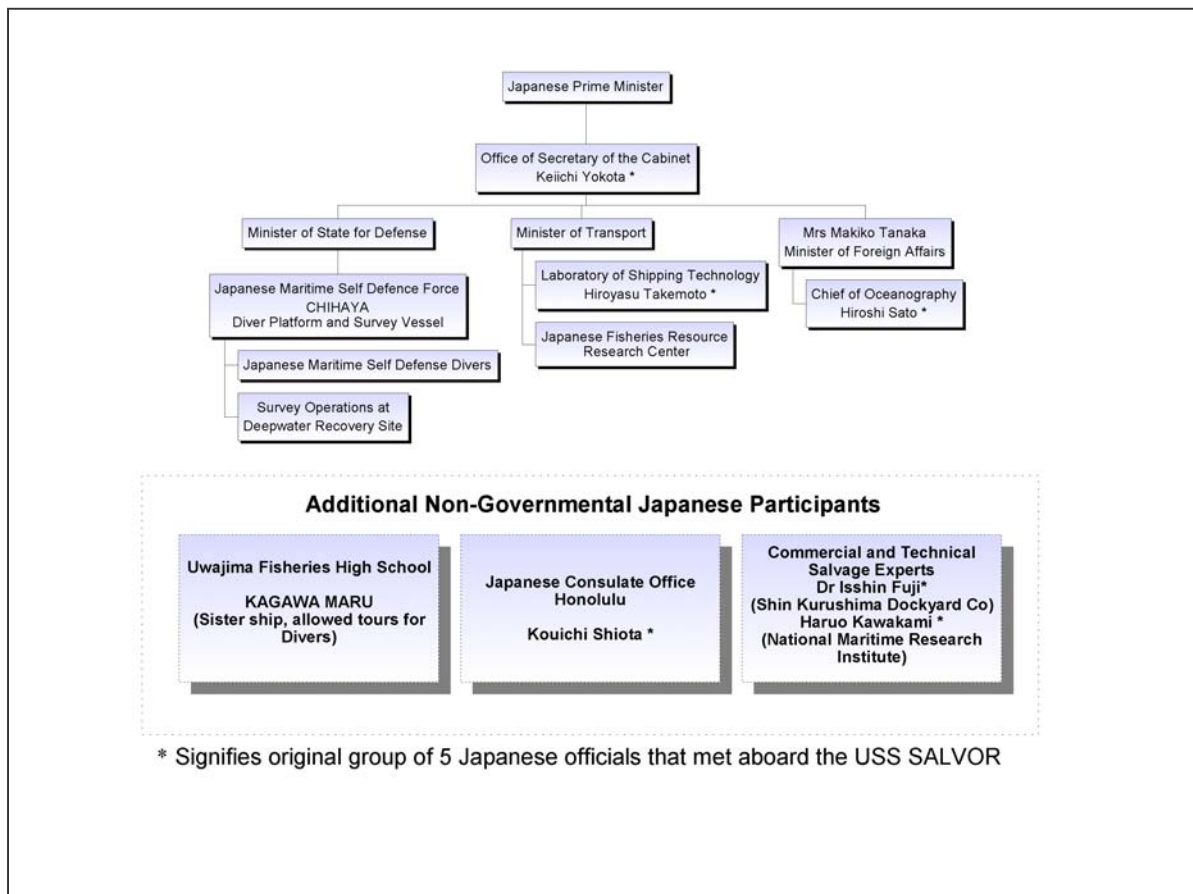 Japanese Prime Minister
Office of Secretary of the Cabinet
Keiichi Yokota *
Minister of State for Defense
Minister of Transport
Mrs Makiko Tanaka
Minister of Foreign Affairs
Japanese Maritime Self Defence Force
CHIHAYA
Diver Platform and Survey Vessel
Laboratory of Shipping Technology
Hiroyasu Takemoto *
Chief of Oceanography
Hiroshi Sato *
Japanese Fisheries Resource
Research Center
Japanese Maritime Self Defense Divers
Survey Operations at
Deepwater Recovery Site
Additional Non-Governmental Japanese Participants
Uwajima Fisheries High School
KAGAWA MARU
(Sister ship, allowed tours for
Divers)
Japanese Consulate Office
Honolulu
Kouichi Shiota *
Commercial and Technical
Salvage Experts
Dr Isshin Fuji*
(Shin Kurushima Dockyard Co)
Haruo Kawakami *
(National Maritime Research
Institute)
* Signifies original group of 5 Japanese officials that met aboard the USS SALVOR